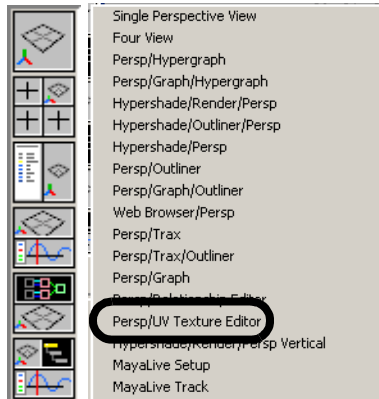 Single Perspective View
Four View
Persp/Hypergraph
Persp/Graph/Hypergraph
Hypershade/Render/Persp
Hypershade/Outliner/Persp
Hypershade/Persp
Persp/Outliner
Persp/Graph/Outliner
Web Browser/Persp
Persp/Trax
Persp/Trax/Outliner
Persp/Graph
Persp/Relationship Editor
Persp/UV Texture Editor
Hypershade/Render/Persp Vertical
MayaLive Setup
MayaLive Track